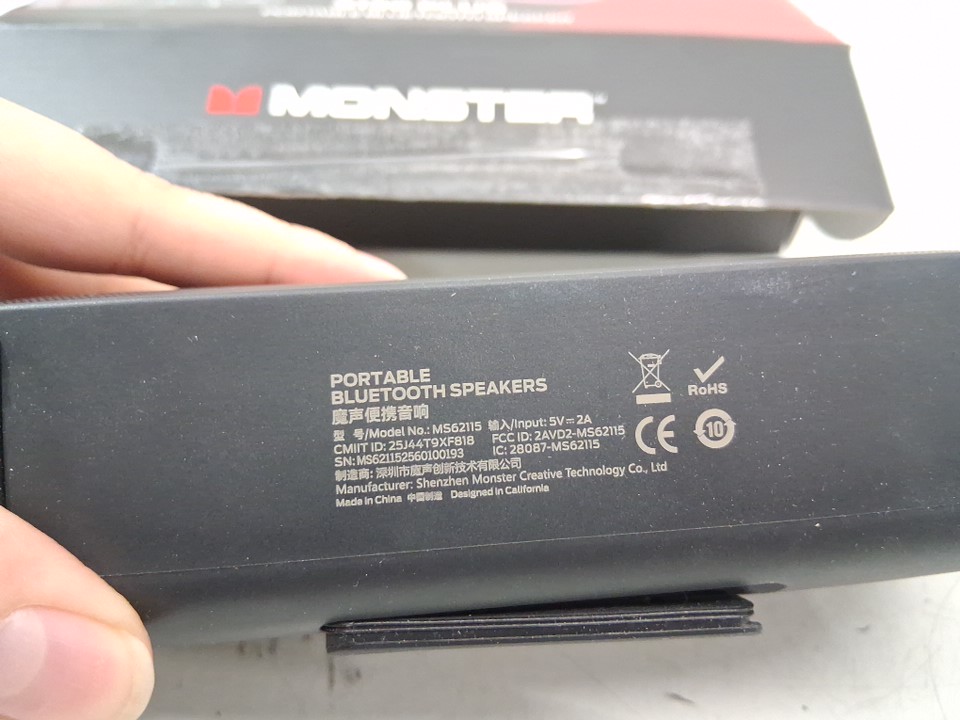 MONSTER
PORTABLE
BLUETOOTH SPEAKERS
魔声便携音响
型 号/Model No.: MS62115 输入/Input: 5V⎓2A
CMIIT ID: 25J44T9XF818 FCC ID: 2AVD2-MS62115
SN: MS621152560100193 IC: 28087-MS62115
制造商: 深圳市魔声创新技术有限公司
Manufacturer: Shenzhen Monster Creative Technology Co., Ltd
Made in China 中国制造 Designed in California
RoHS
CE
10